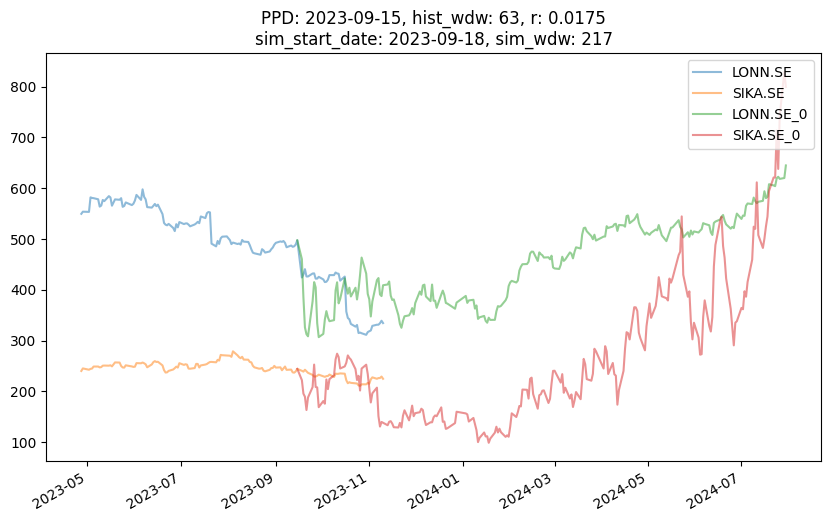 PPD: 2023-09-15, hist_wdw: 63, r: 0.0175
sim_start_date: 2023-09-18, sim_wdw: 217
LONN.SE
SIKA.SE
LONN.SE_0
SIKA.SE_0
800
700
600
500
400
300
200
100
2023-05
2023-07
2023-09
2023-11
2024-01
2024-03
2024-05
2024-07